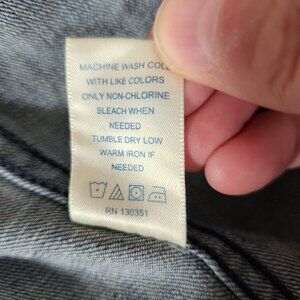 MACHINE WASH COLD
WITH LIKE COLORS
ONLY NON-CHLORINE
BLEACH WHEN
NEEDED
TUMBLE DRY LOW
WARM IRON IF
NEEDED
RN 130351